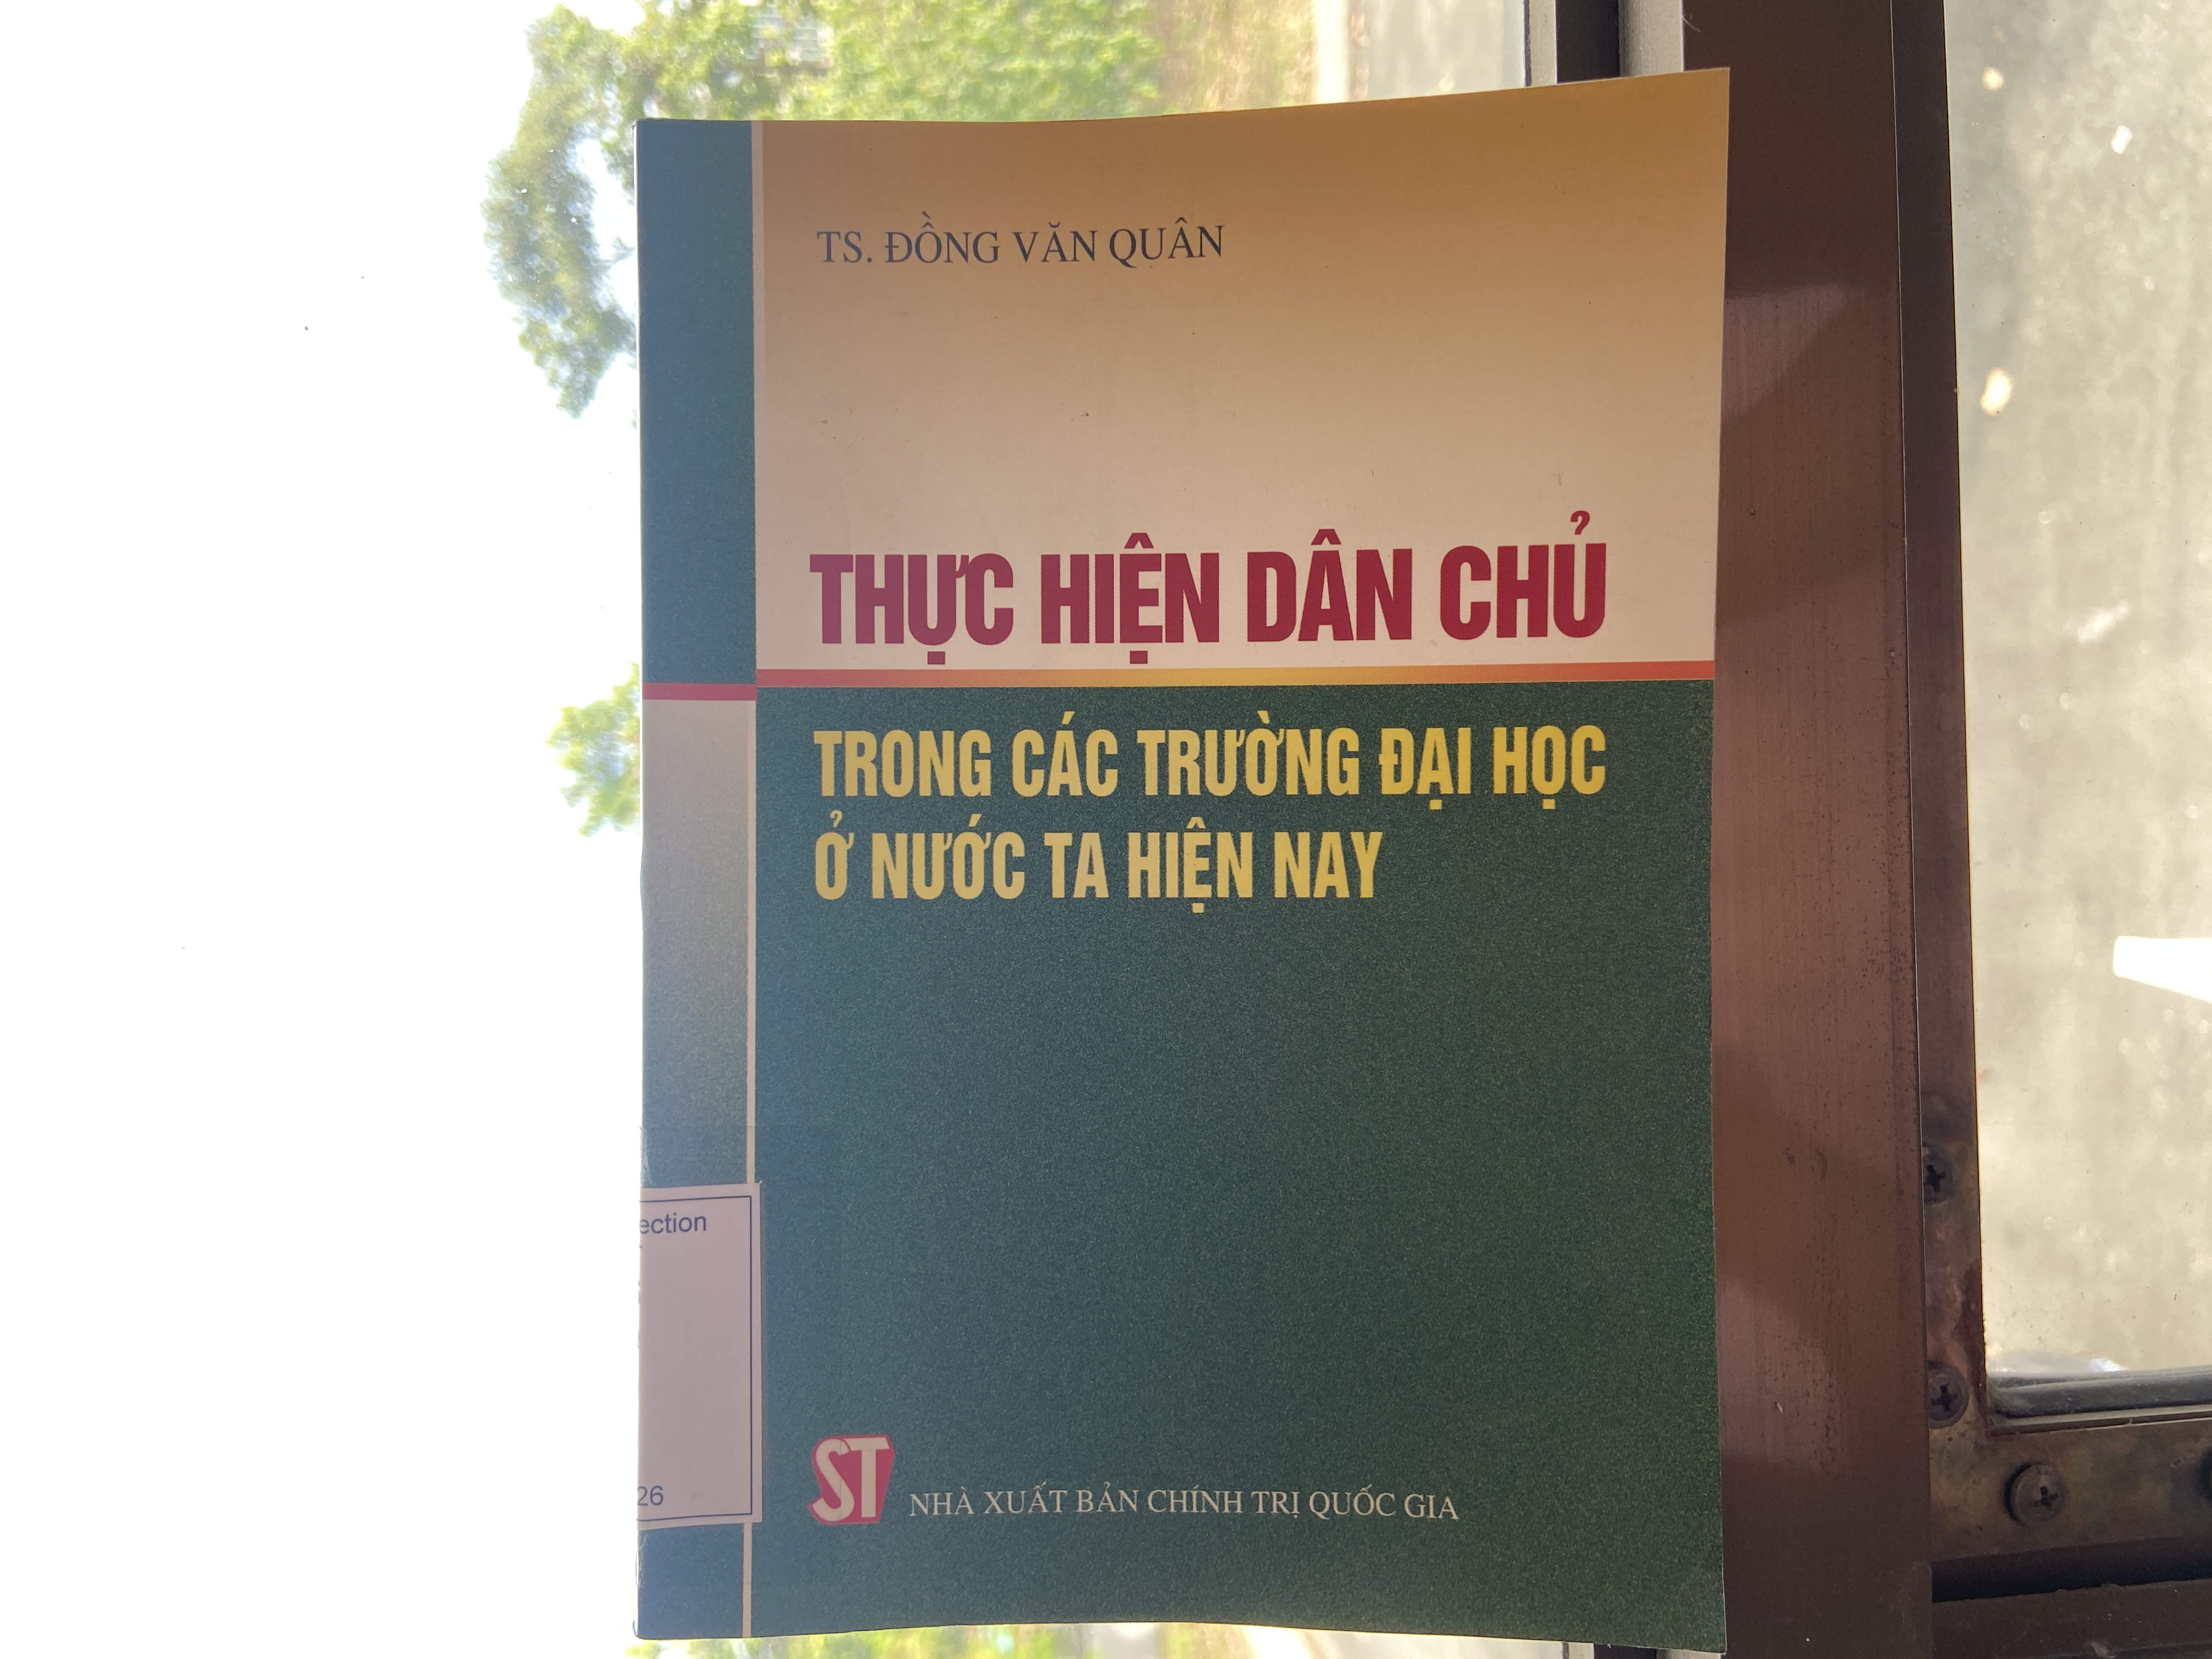 TS. ĐỒNG VĂN QUÂN
THỰC HIỆN DÂN CHỦ
TRONG CÁC TRƯỜNG ĐẠI HỌC
Ở NƯỚC TA HIỆN NAY
ection
26
ST NHÀ XUẤT BẢN CHÍNH TRỊ QUỐC GIA